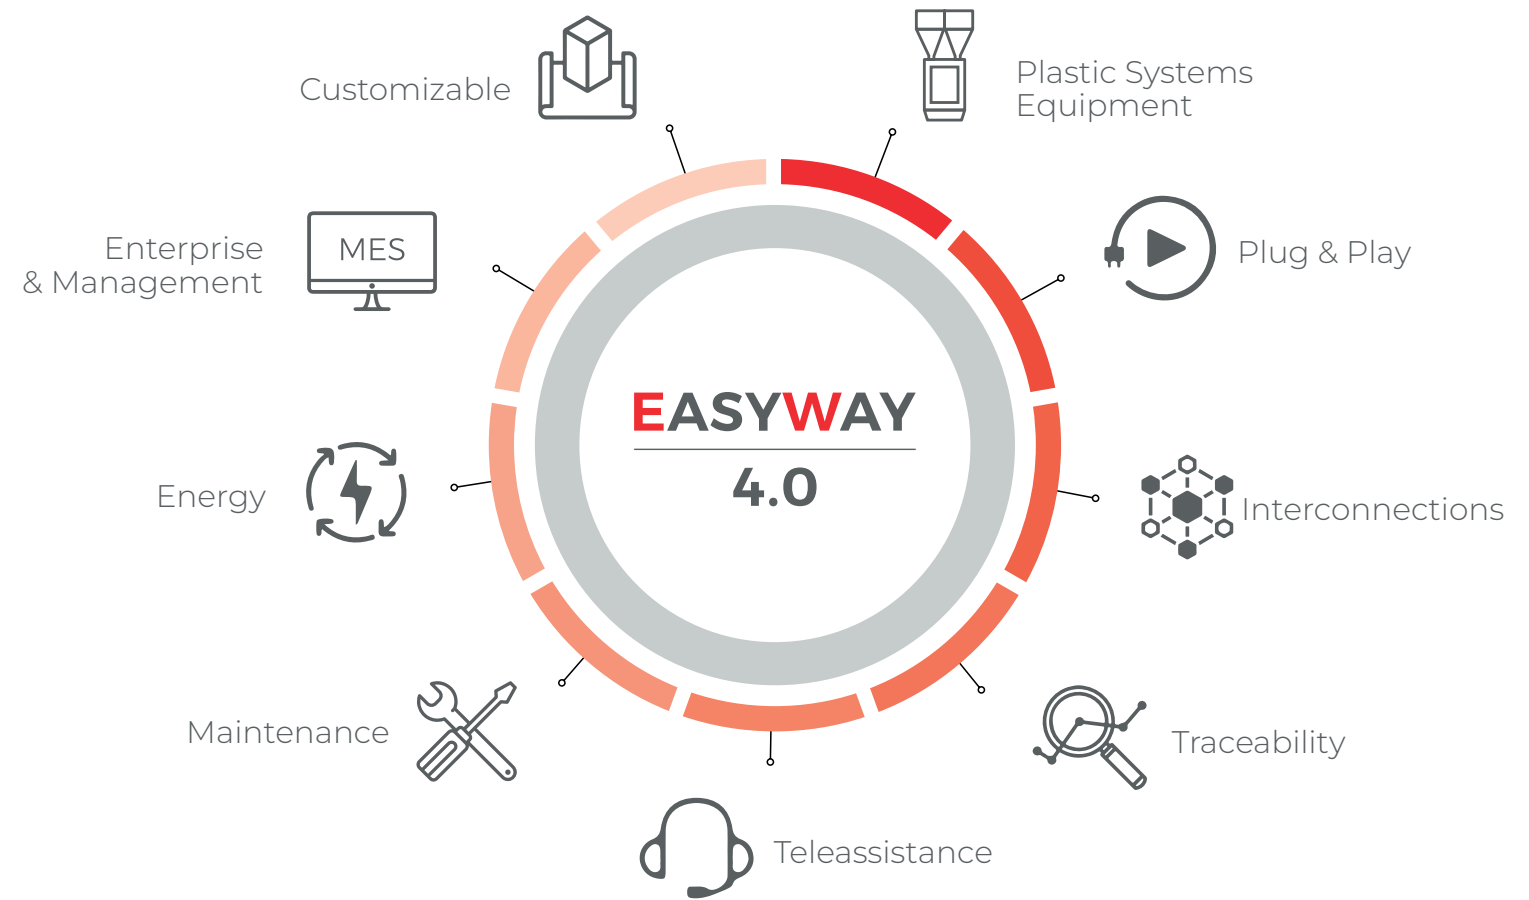 Customizable
Plastic Systems
Equipment
Enterprise
& Management
MES
Plug & Play
EASYWAY
4.0
Energy
Interconnections
Maintenance
Traceability
Teleassistance